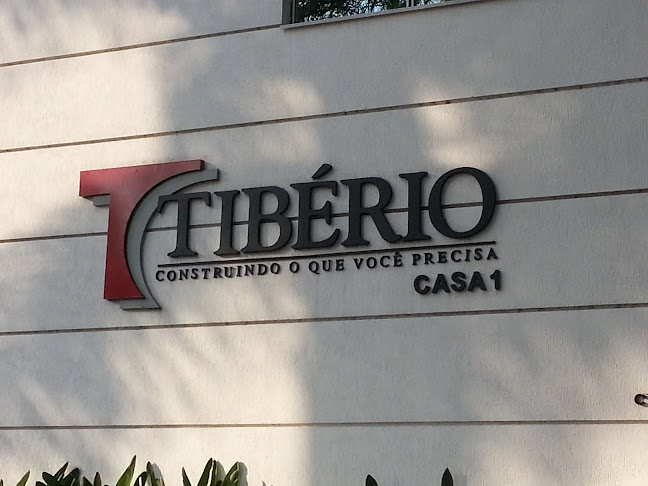 TIBÉRIO
CONSTRUINDO O QUE VOCÊ PRECISA
CASA 1